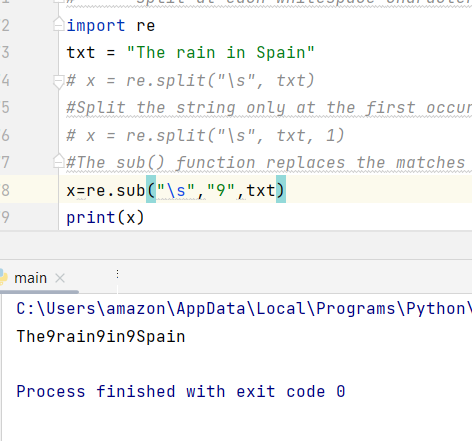 2 import re
3 txt = "The rain in Spain"
4 # x = re.split("\s", txt)
5 #Split the string only at the first
6 # x = re.split("\s", txt, 1)
7 #The sub() function replaces the matches
8 x=re.sub("\s","9",txt)
9 print(x)
main
C:\Users\amazon\AppData\Local\Programs\Python\
The9rain9in9Spain
Process finished with exit code 0